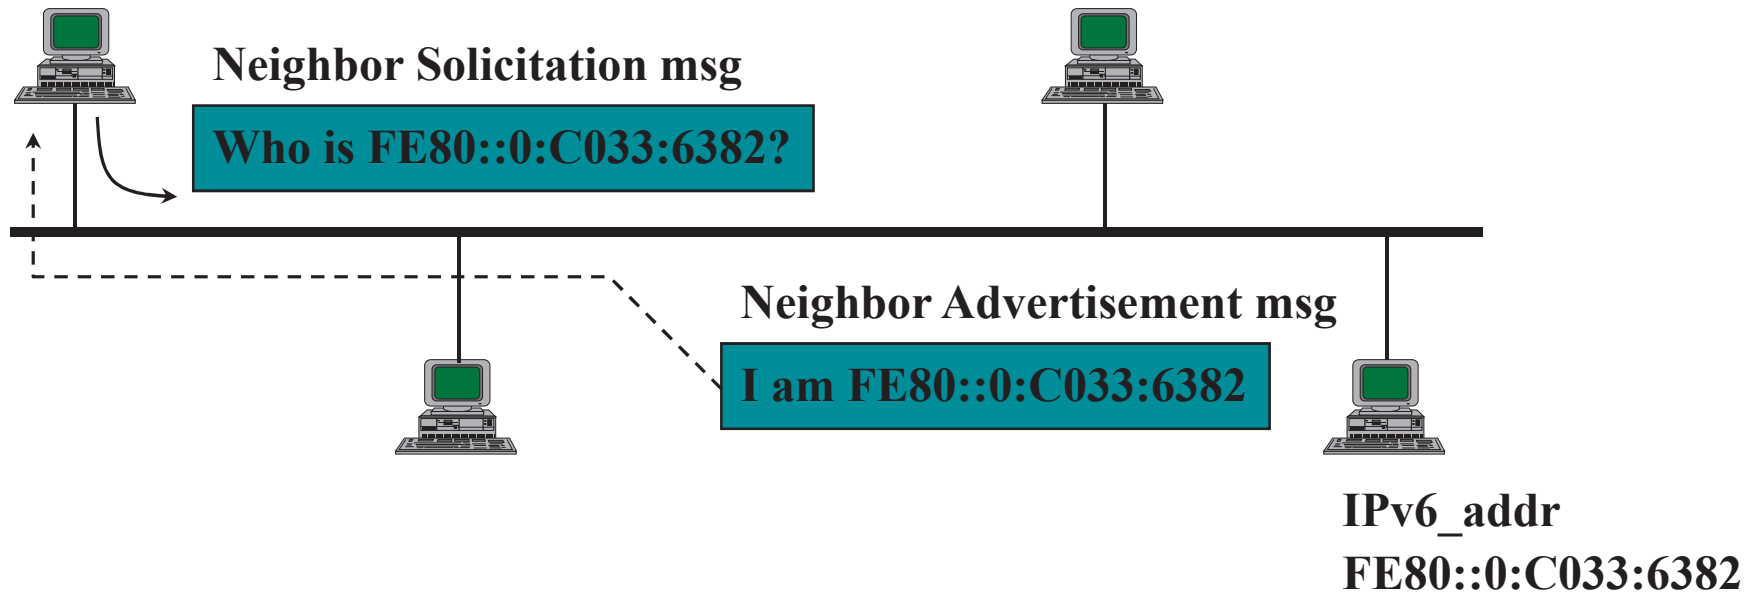 Neighbor Solicitation msg
Who is FE80::0:C033:6382?
Neighbor Advertisement msg
I am FE80::0:C033:6382
IPv6_addr
FE80::0:C033:6382